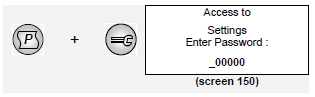 P
+
Access to
Settings
Enter Password :
_00000
(screen 150)